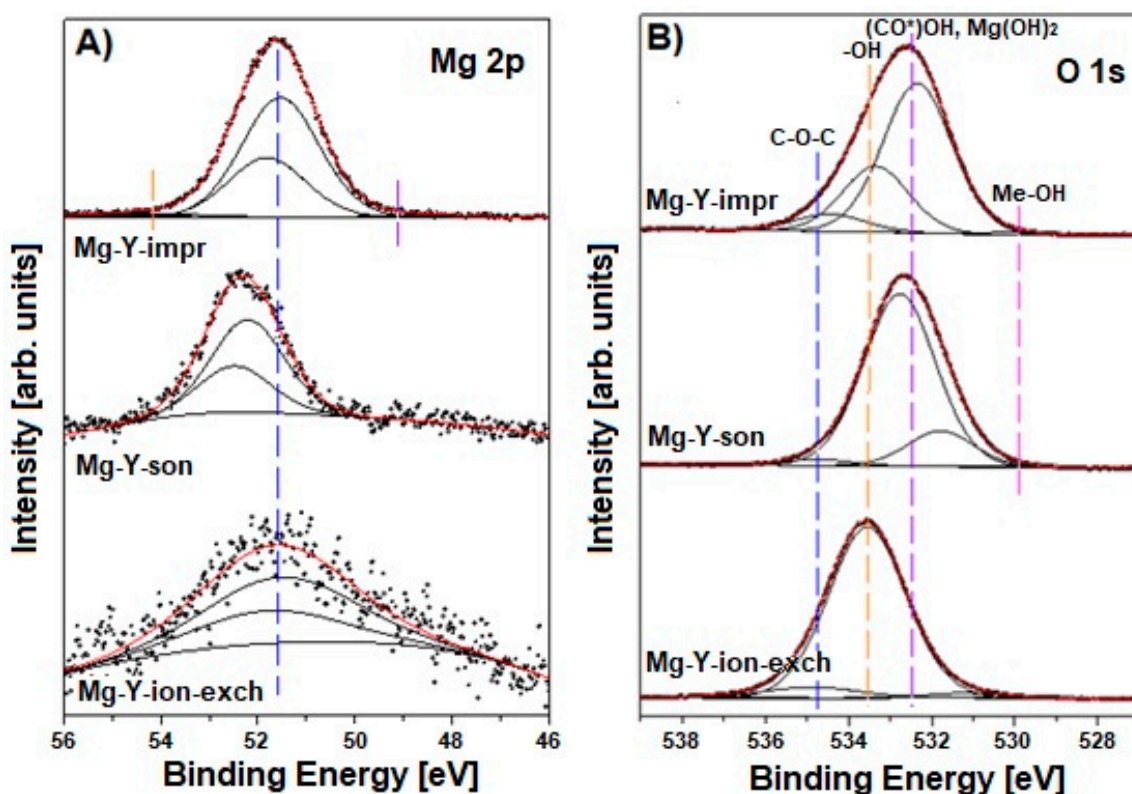 A)
Mg 2p
Mg-Y-impr
Mg-Y-son
Mg-Y-ion-exch
Intensity [arb. units]
56 54 52 50 48 46
Binding Energy [eV]
B)
(CO*)OH, Mg(OH)2
-OH
O 1s
C-O-C
Me-OH
Mg-Y-impr
Mg-Y-son
Mg-Y-ion-exch
Intensity [arb. units]
538 536 534 532 530 528
Binding Energy [eV]